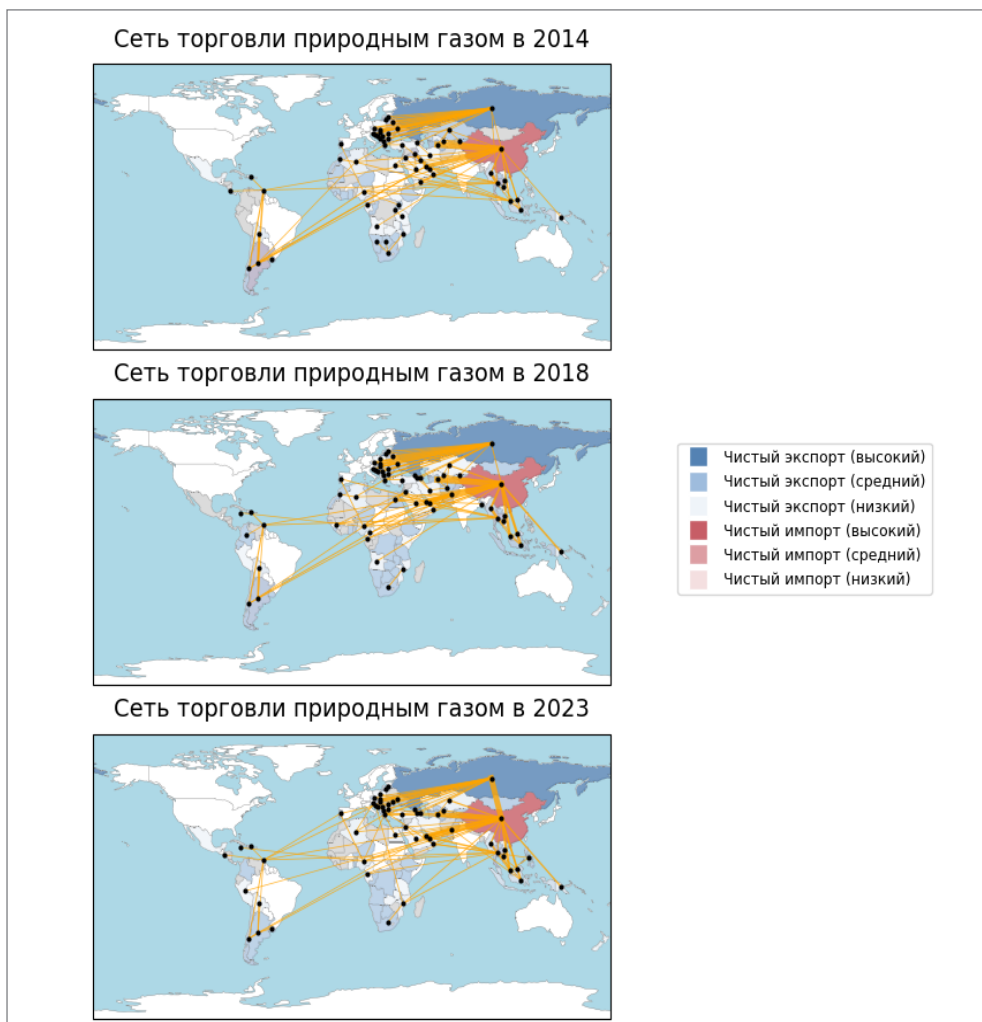 Сеть торговли природным газом в 2014
Сеть торговли природным газом в 2018
Чистый экспорт (высокий)
Чистый экспорт (средний)
Чистый экспорт (низкий)
Чистый импорт (высокий)
Чистый импорт (средний)
Чистый импорт (низкий)
Сеть торговли природным газом в 2023